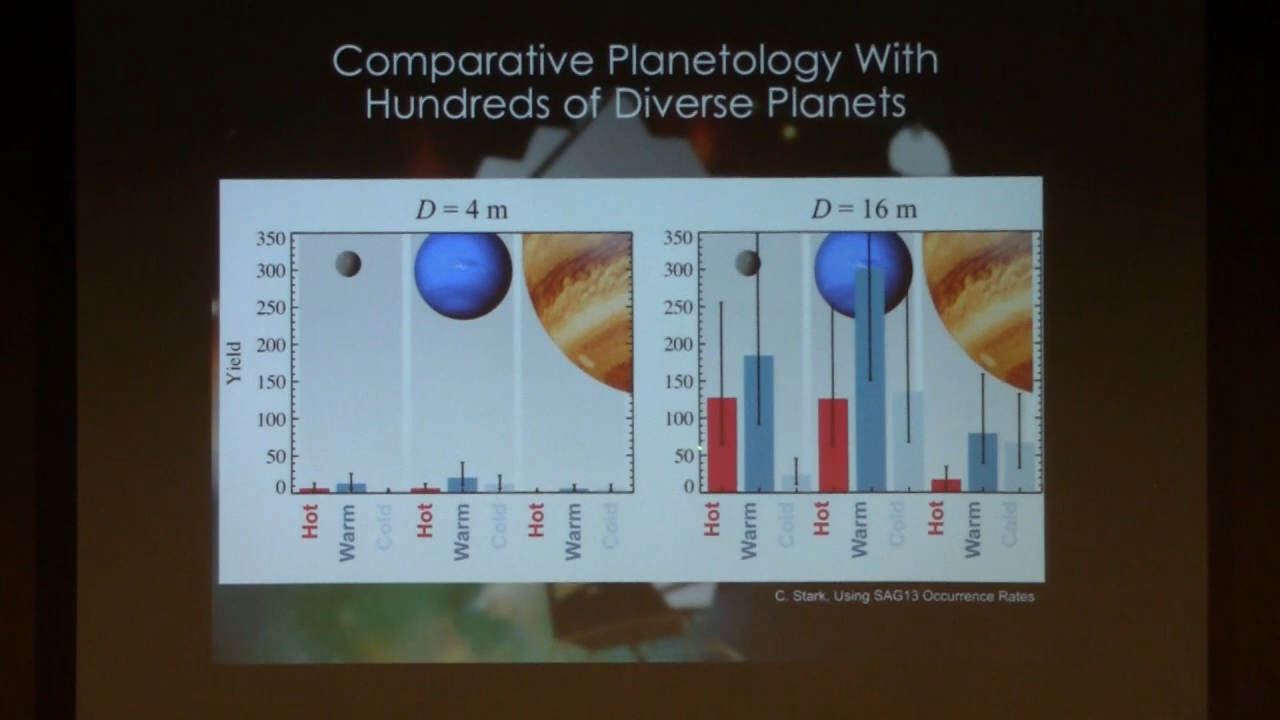 Comparative Planetology With
Hundreds of Diverse Planets
D = 4 m
D = 16 m
Yield
350
300
250
200
150
100
50
0
Hot
Warm
Cold
Hot
Warm
Cold
Hot
Warm
Cold
350
300
250
200
150
100
50
0
Hot
Warm
Cold
Hot
Warm
Cold
Hot
Warm
Cold
C. Stark, Using SAG13 Occurrence Rates